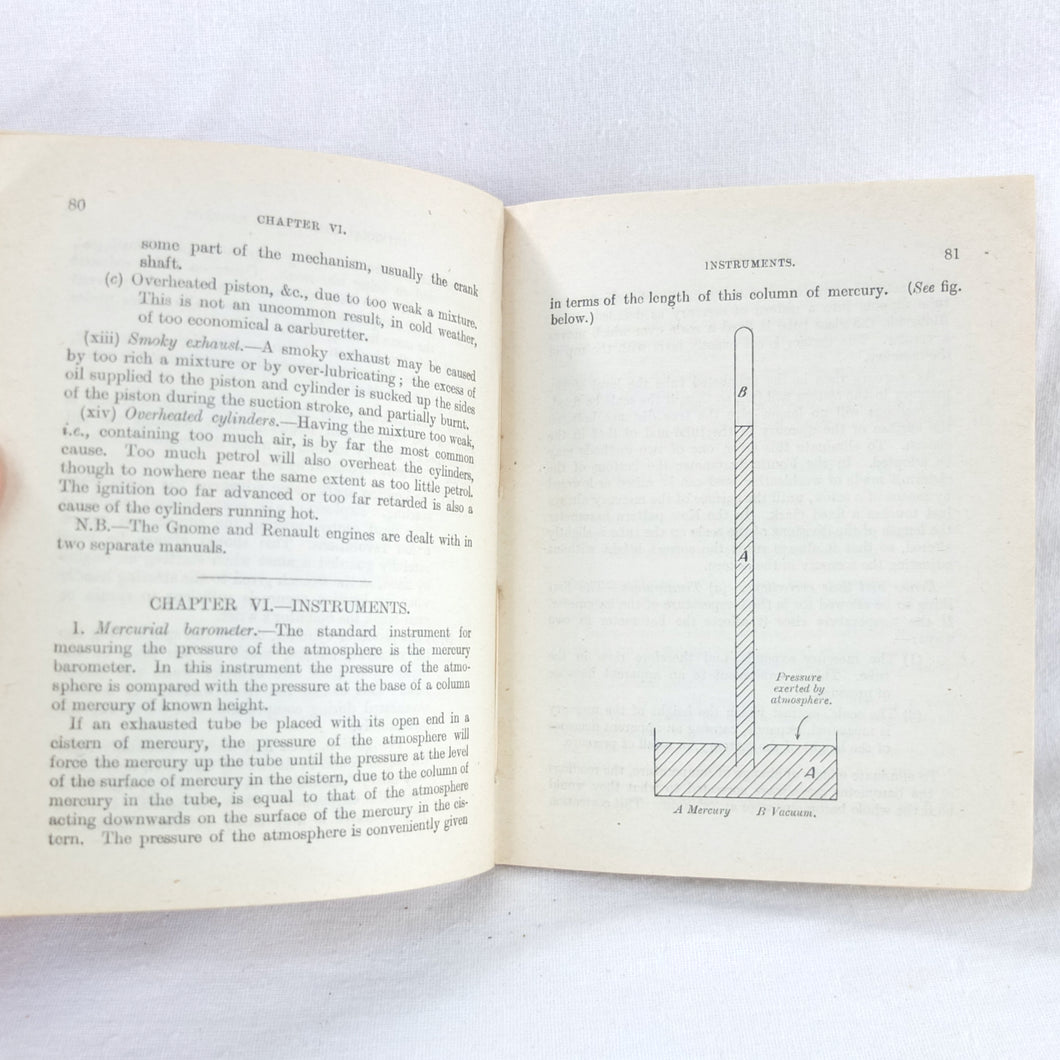 80
CHAPTER VI.
some part of the mechanism, usually the crank
shaft.
(c) Overheated piston, &c., due to too weak a mixture.
This is not an uncommon result, in cold weather,
of too economical a carburetter.
(xiii) Smoky exhaust.—A smoky exhaust may be caused
by too rich a mixture or by over-lubricating; the excess of
oil supplied to the piston and cylinder is sucked up the sides
of the piston during the suction stroke, and partially burnt.
(xiv) Overheated cylinders.—Having the mixture too weak,
i.e., containing too much air, is by far the most common
cause. Too much petrol will also overheat the cylinders,
though to nowhere near the same extent as too little petrol.
The ignition too far advanced or too far retarded is also a
cause of the cylinders running hot.
N.B.—The Gnome and Renault engines are dealt with in
two separate manuals.
CHAPTER VI.—INSTRUMENTS.
1. Mercurial barometer.—The standard instrument for
measuring the pressure of the atmosphere is the mercury
barometer. In this instrument the pressure of the atmo-
sphere is compared with the pressure at the base of a column
of mercury of known height.
If an exhausted tube be placed with its open end in a
cistern of mercury, the pressure of the atmosphere will
force the mercury up the tube until the pressure at the level
of the surface of mercury in the cistern, due to the column of
mercury in the tube, is equal to that of the atmosphere
acting downwards on the surface of the mercury in the cis-
tern. The pressure of the atmosphere is conveniently given
INSTRUMENTS.
81
in terms of the length of this column of mercury. (See fig.
below.)
B
A
Pressure
exerted by
atmosphere.
A
A Mercury B Vacuum.